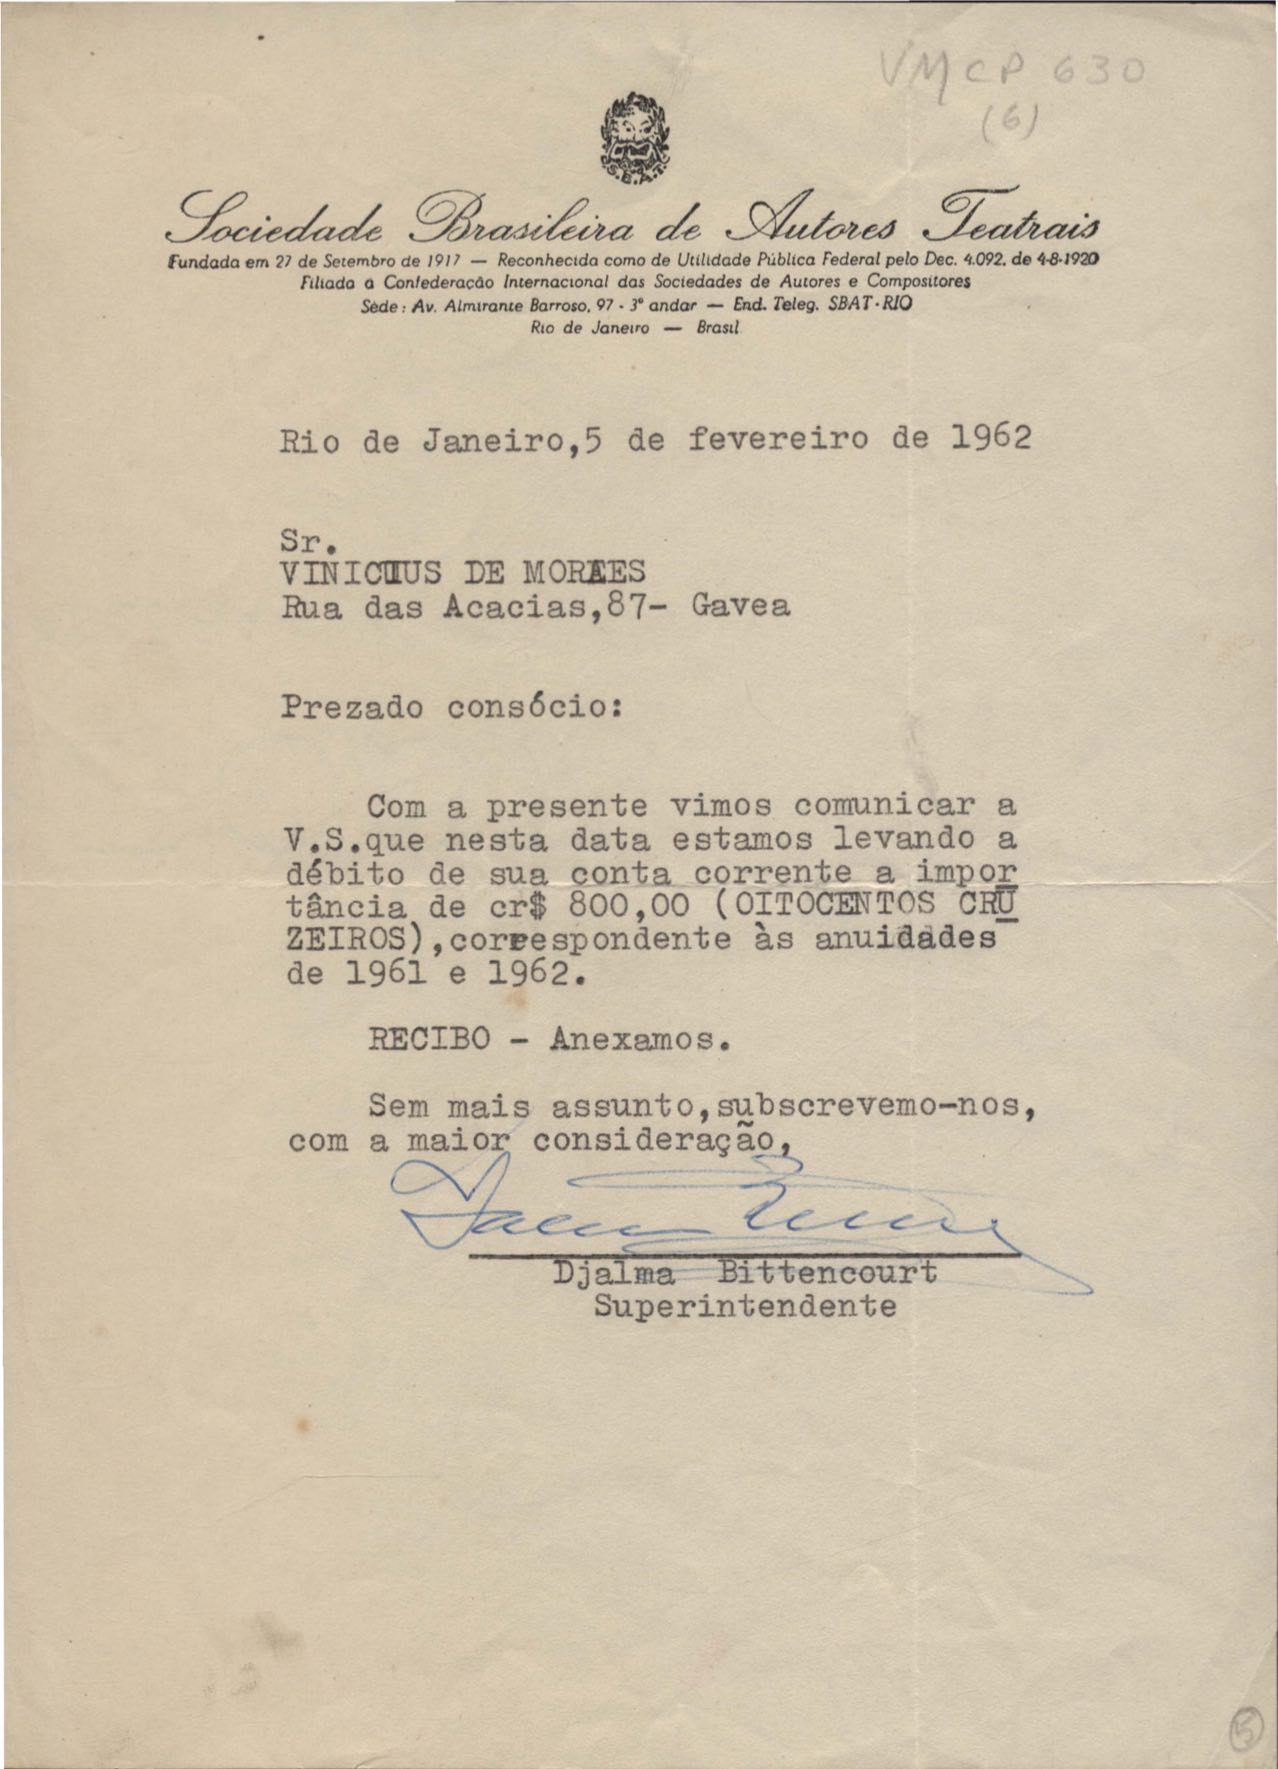 VMCP 630
(6)
S.B.A.T.
Sociedade Brasileira de Autores Teatrais
Fundada em 27 de Setembro de 1917 — Reconhecida como de Utilidade Pública Federal pelo Dec. 4.092, de 4-8-1920
Filiada a Confederação Internacional das Sociedades de Autores e Compositores
Séde: Av. Almirante Barroso, 97 - 3º andar — End. Teleg. SBAT-RIO
Rio de Janeiro — Brasil
Rio de Janeiro,5 de fevereiro de 1962
Sr.
VINICIUS DE MORAES
Rua das Acacias,87- Gavea
Prezado consócio:
Com a presente vimos comunicar a
V.S.que nesta data estamos levando a
débito de sua conta corrente a impor
tância de cr$ 800,00 (OITOCENTOS CRU
ZEIROS),correspondente às anuidades
de 1961 e 1962.
RECIBO - Anexamos.
Sem mais assunto,subscrevemo-nos,
com a maior consideração,
Djalma Bittencourt
Superintendente
5